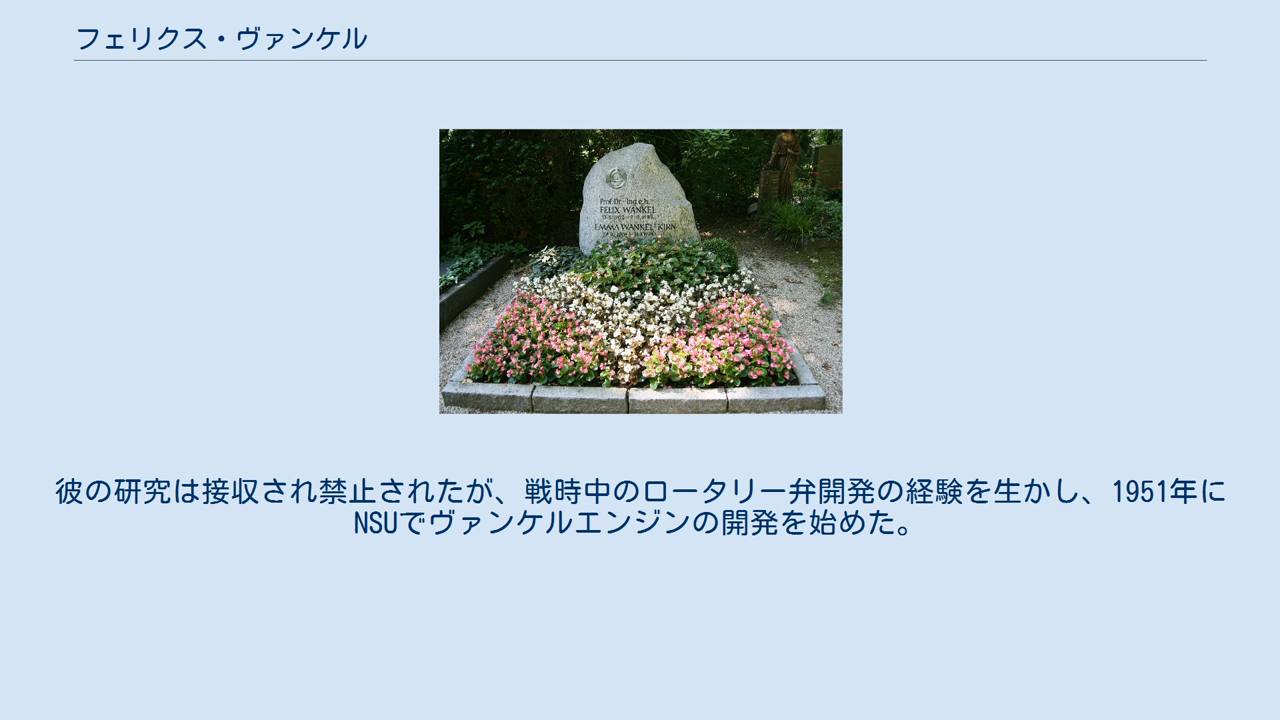 フェリクス・ヴァンケル
Prof.Dr.-Ing.e.h.
FELIX WANKEL
EMMA WANKEL-KIRN
彼の研究は接収され禁止されたが、戦時中のロータリー弁開発の経験を生かし、1951年に
NSUでヴァンケルエンジンの開発を始めた。